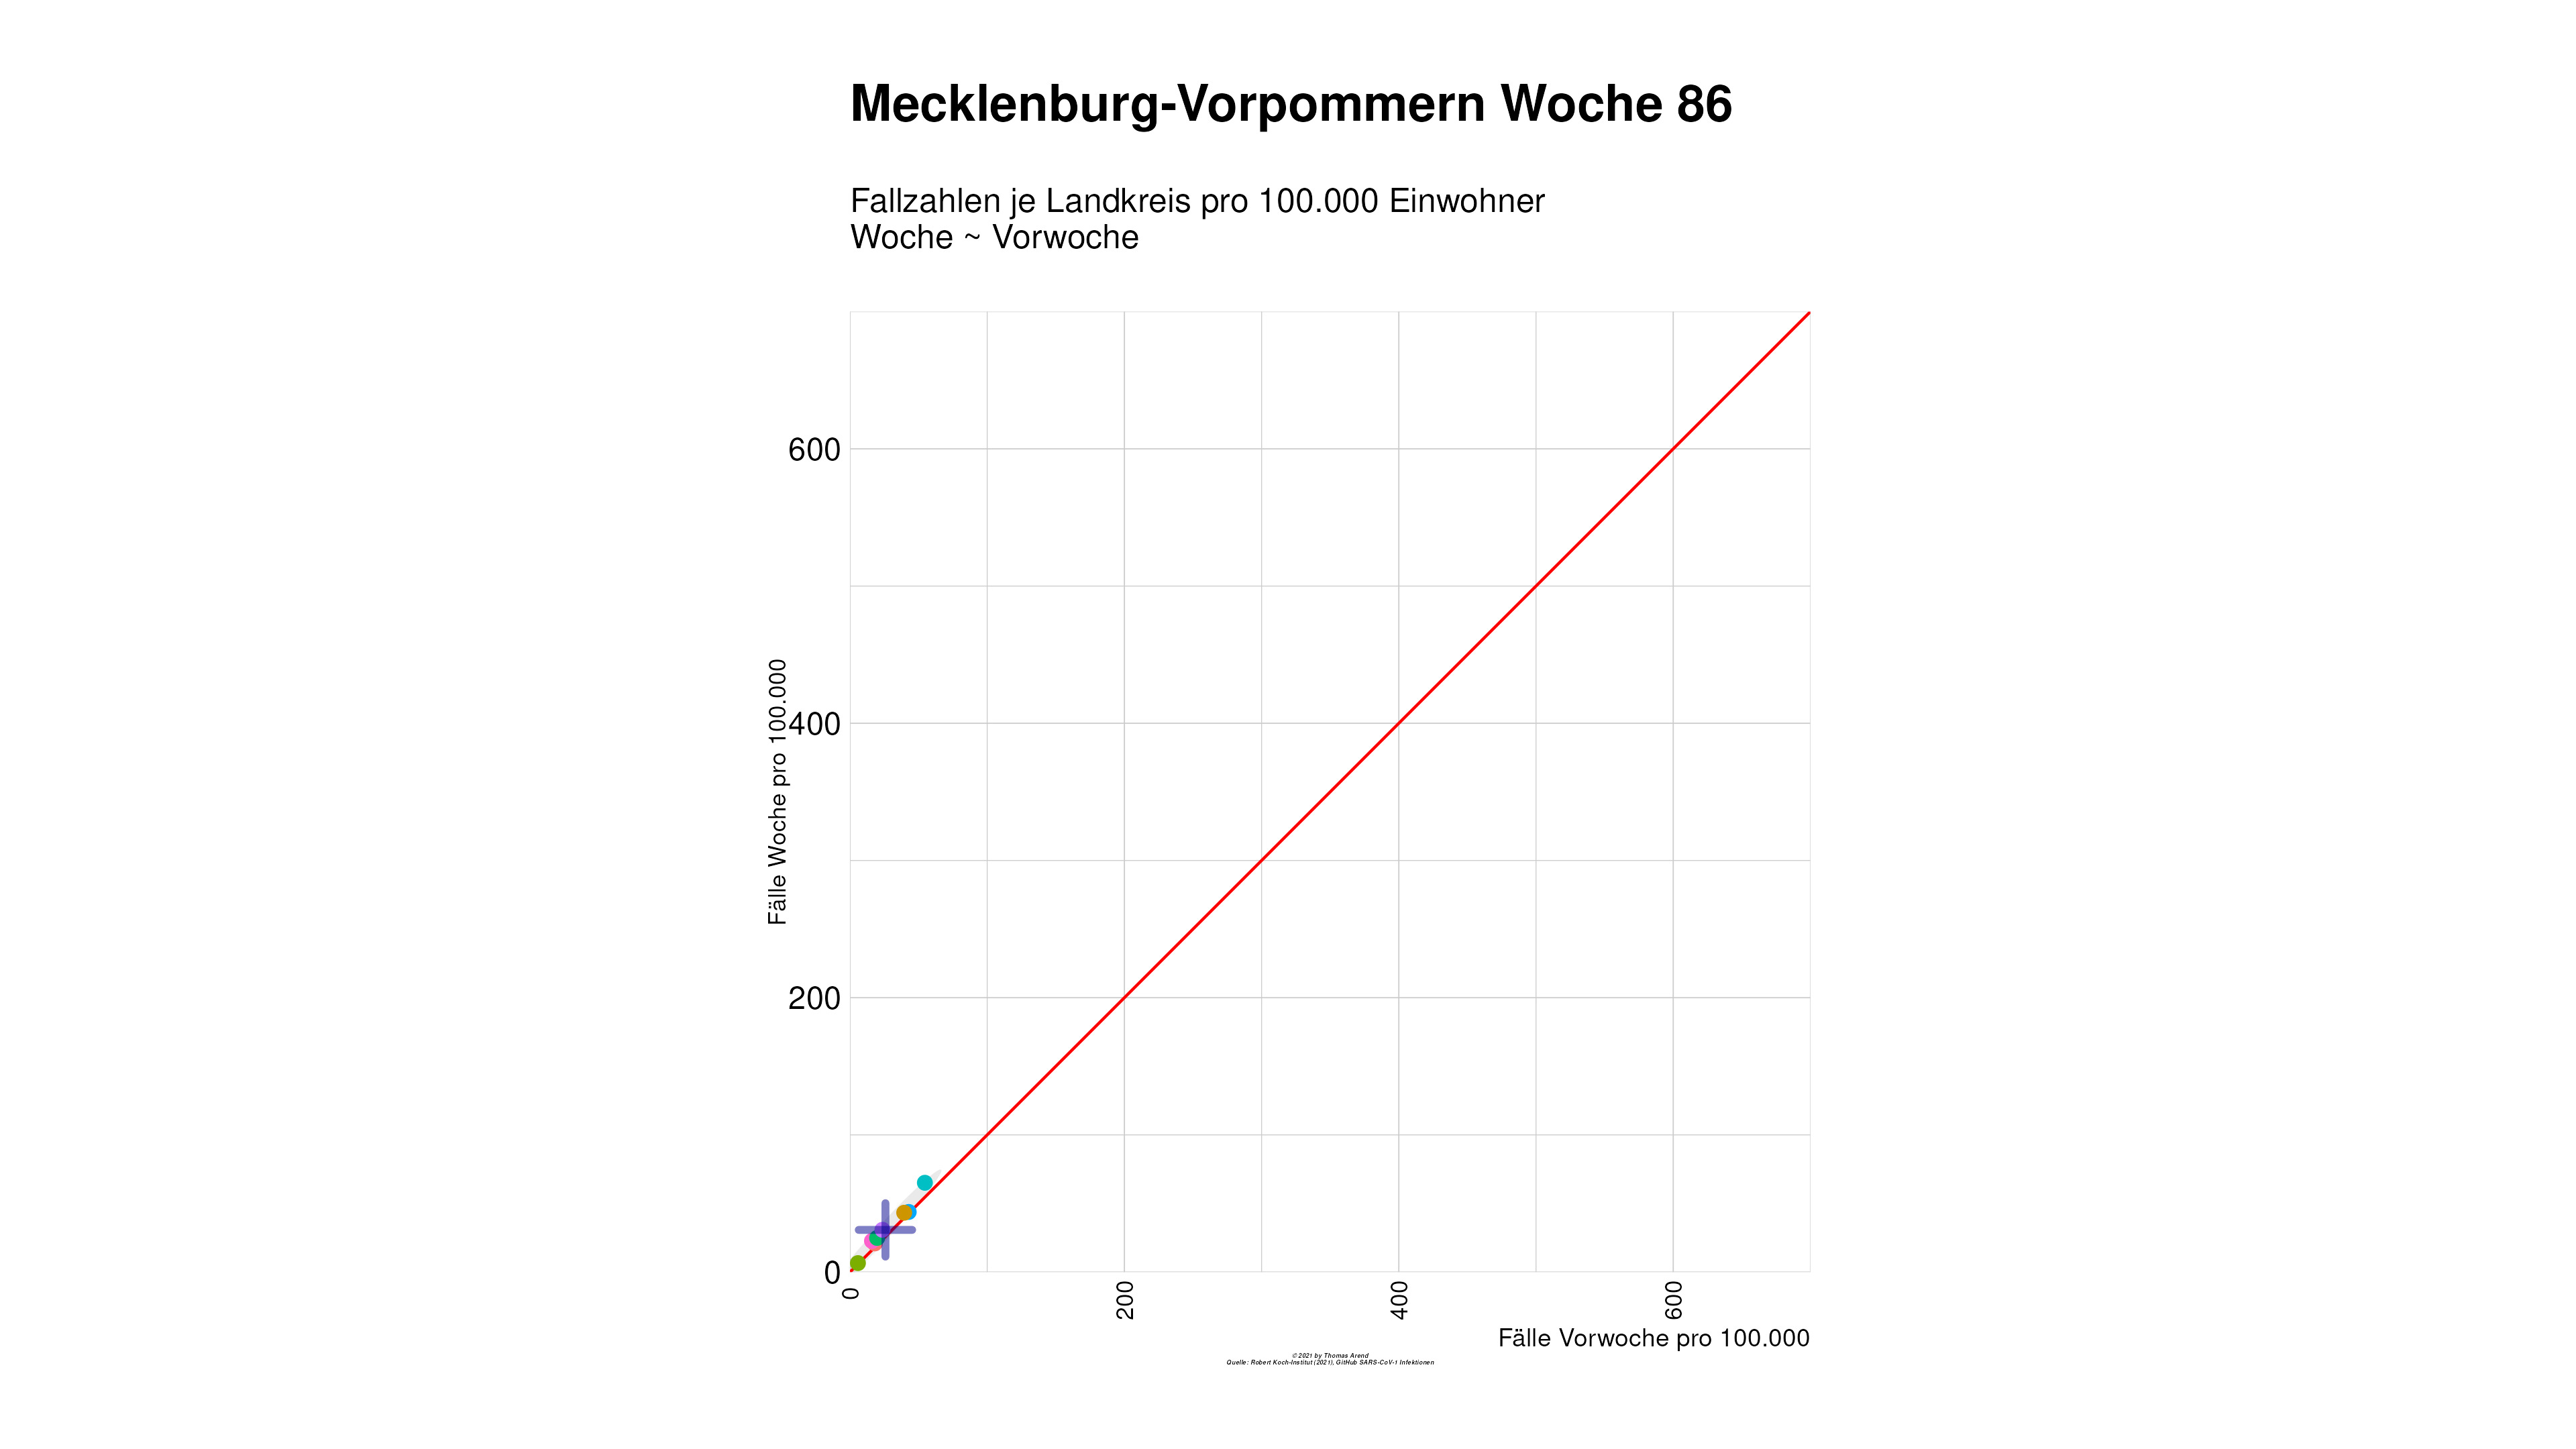 Mecklenburg-Vorpommern Woche 86
Fallzahlen je Landkreis pro 100.000 Einwohner
Woche ~ Vorwoche
Fälle Woche pro 100.000
600
400
200
0
0
200
400
600
Fälle Vorwoche pro 100.000
© 2021 by Thomas Arend
Quelle: Robert Koch-Institut (2021), GitHub SARS-CoV-1 Infektionen